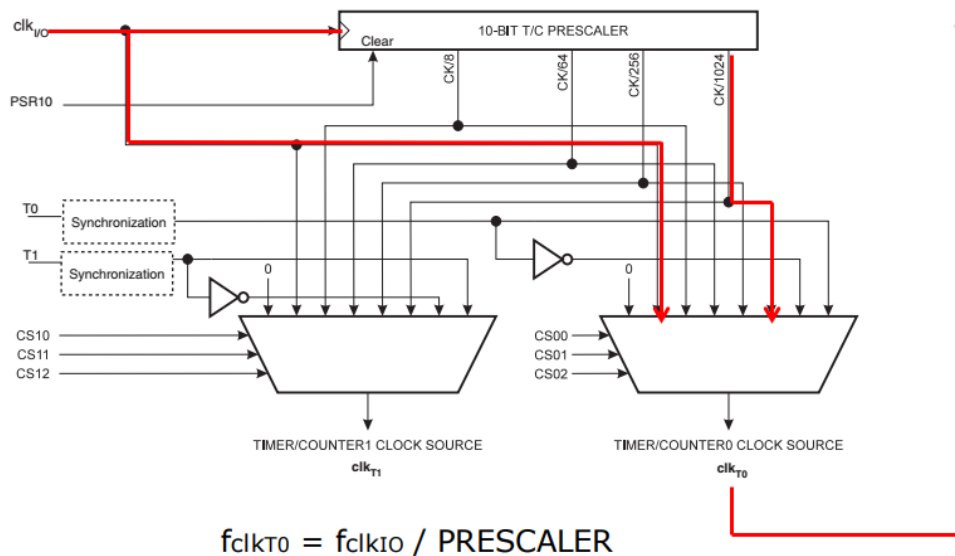 clkI/O
10-BIT T/C PRESCALER
Clear
CK/8
CK/64
CK/256
CK/1024
PSR10
T0
Synchronization
T1
Synchronization
0
0
CS10
CS11
CS12
CS00
CS01
CS02
TIMER/COUNTER1 CLOCK SOURCE
clkT1
TIMER/COUNTER0 CLOCK SOURCE
clkT0
fclkT0 = fclkIO / PRESCALER